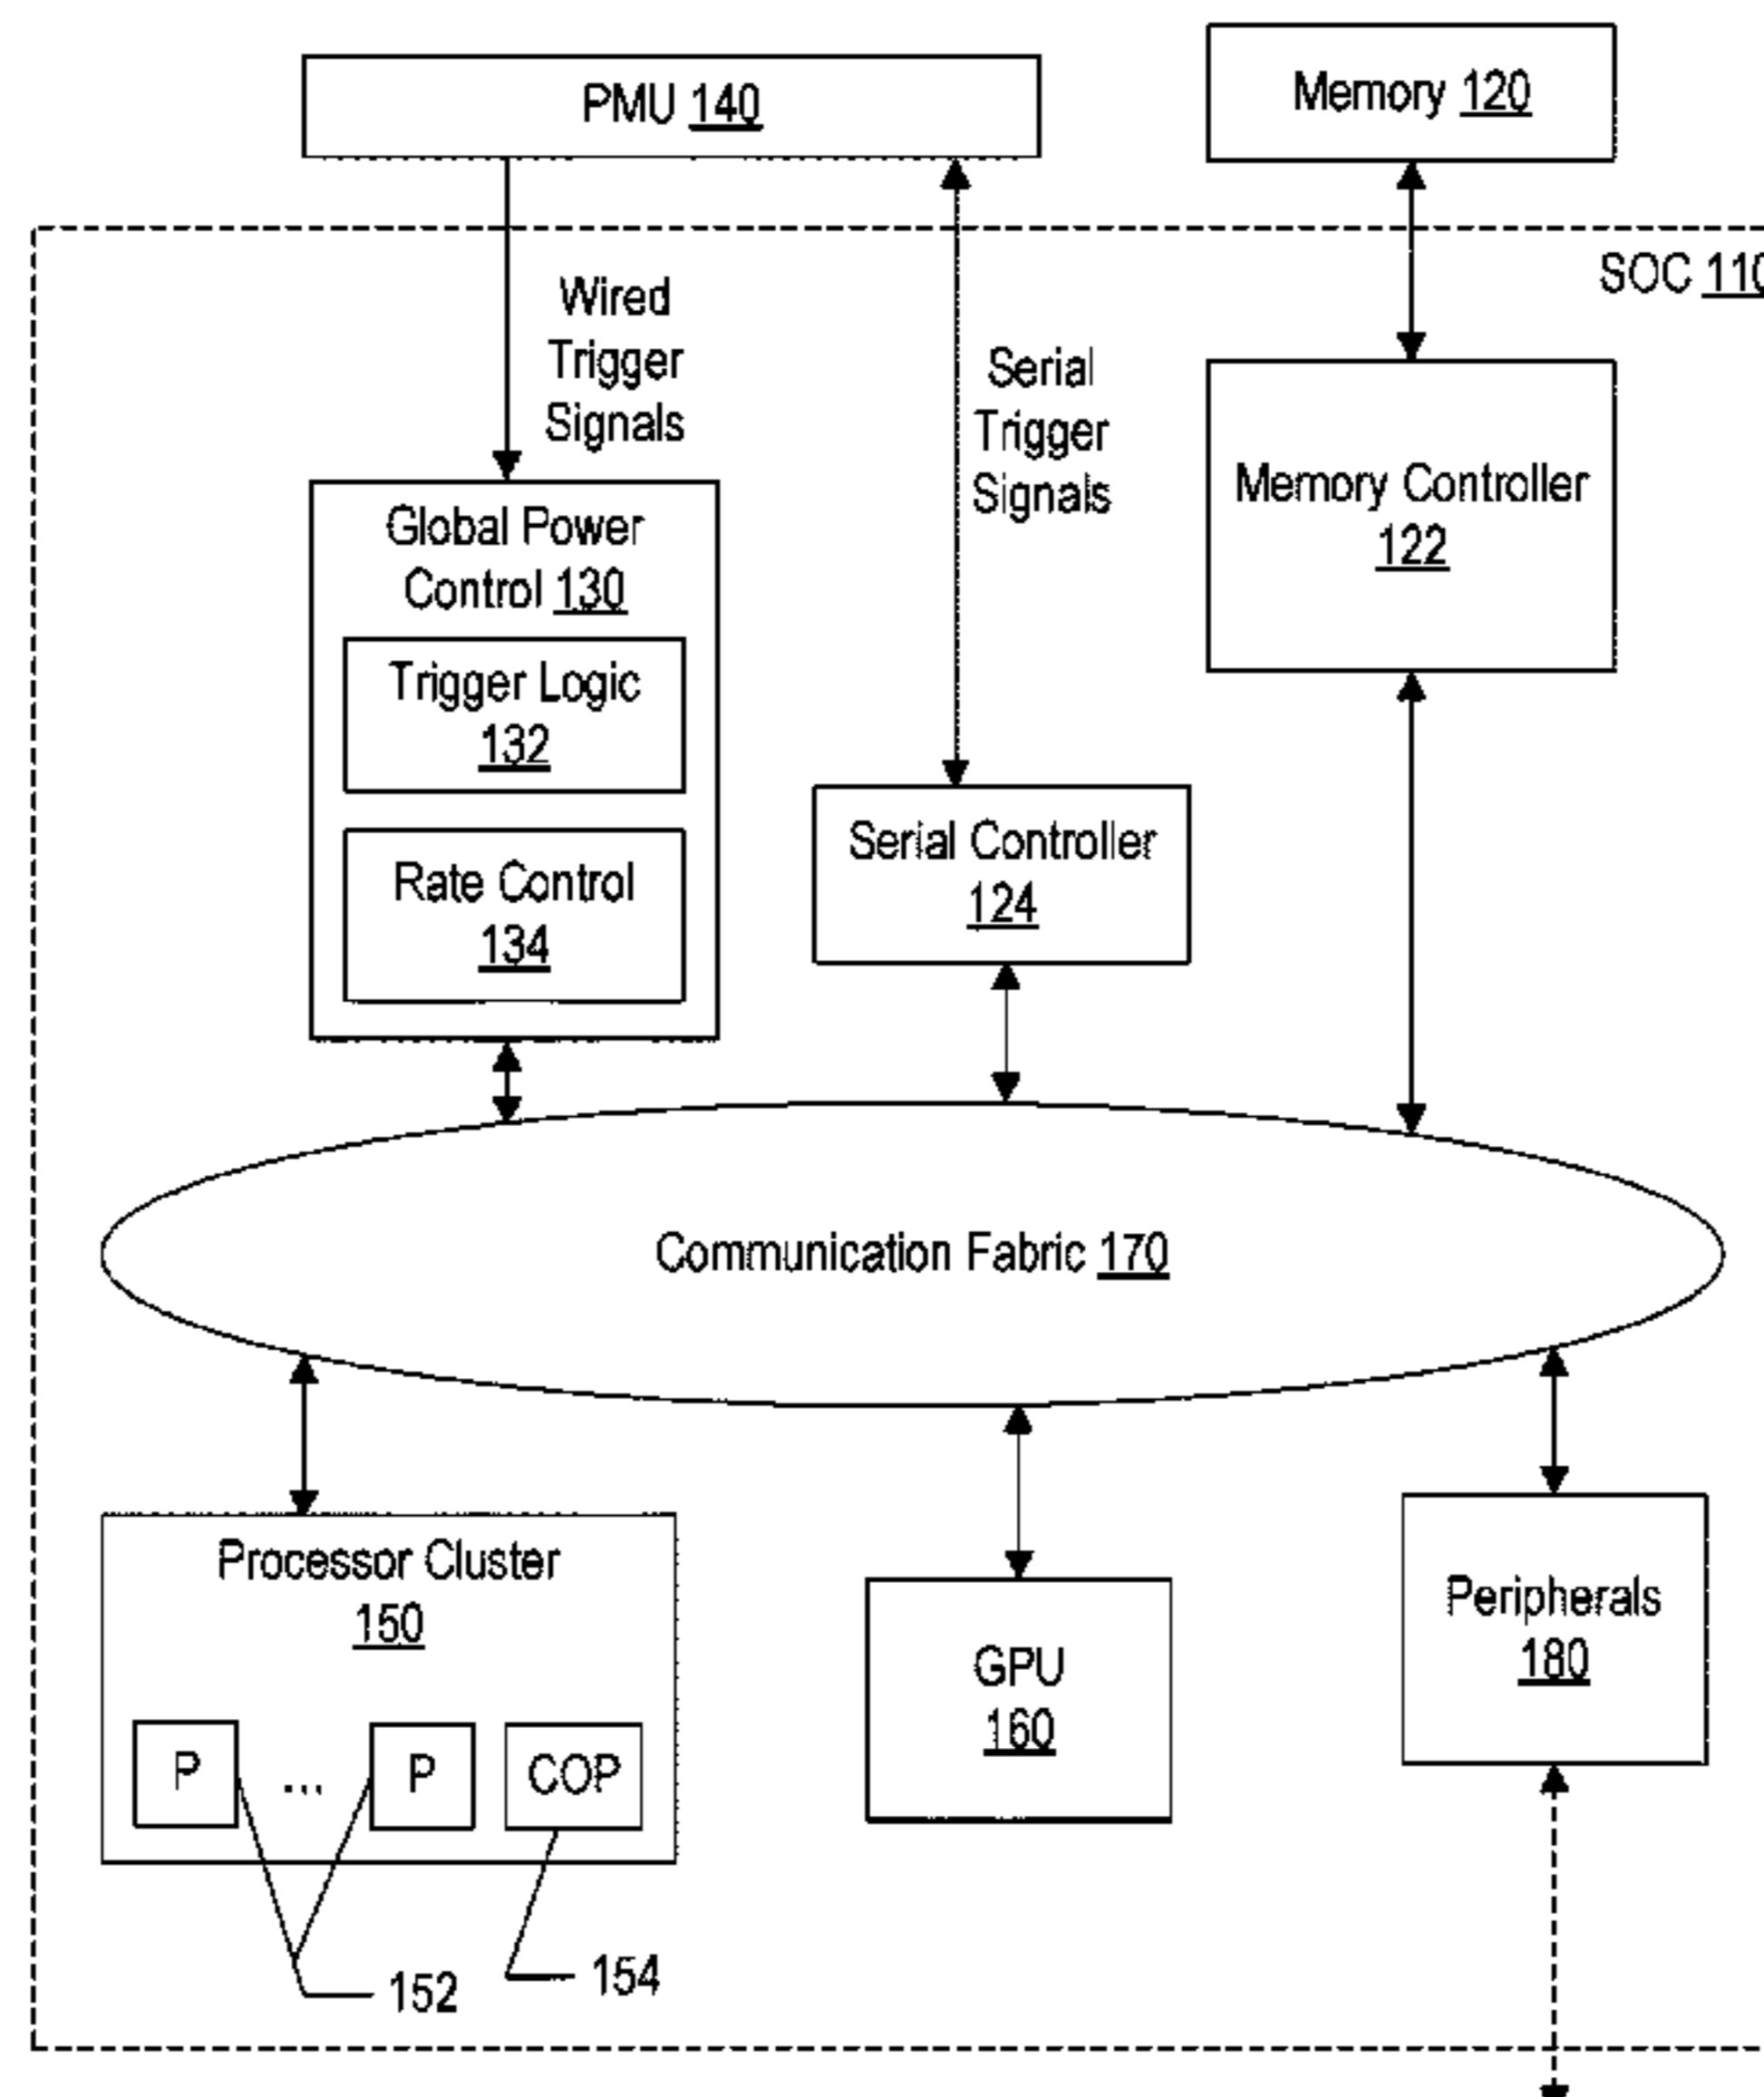 PMU 140
Memory 120
SOC 110
Wired
Trigger
Signals
Serial
Trigger
Signals
Memory Controller
122
Global Power
Control 130
Trigger Logic
132
Rate Control
134
Serial Controller
124
Communication Fabric 170
Processor Cluster
150
P
...
P
COP
GPU
160
Peripherals
180
152
154